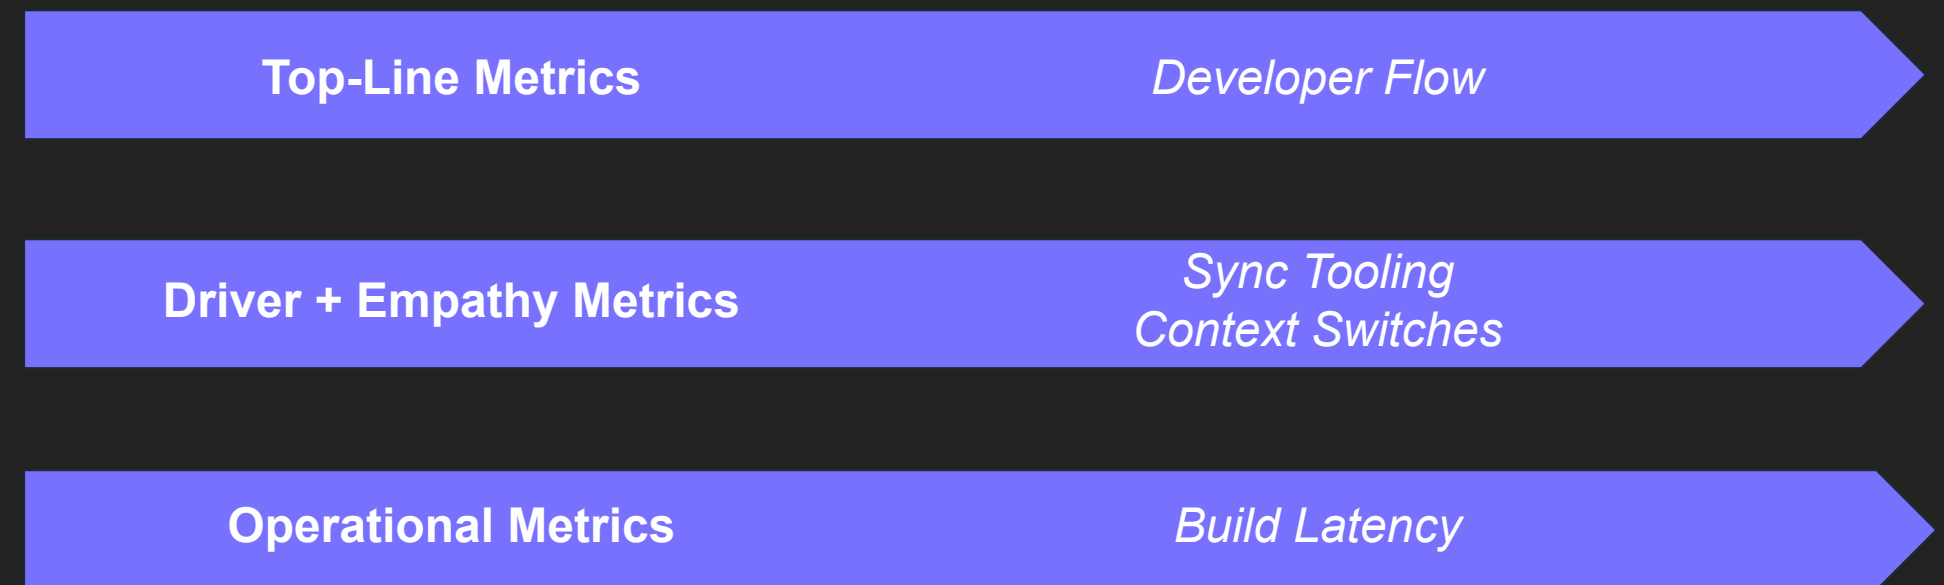 Top-Line Metrics
Developer Flow
Driver + Empathy Metrics
Sync Tooling
Context Switches
Operational Metrics
Build Latency